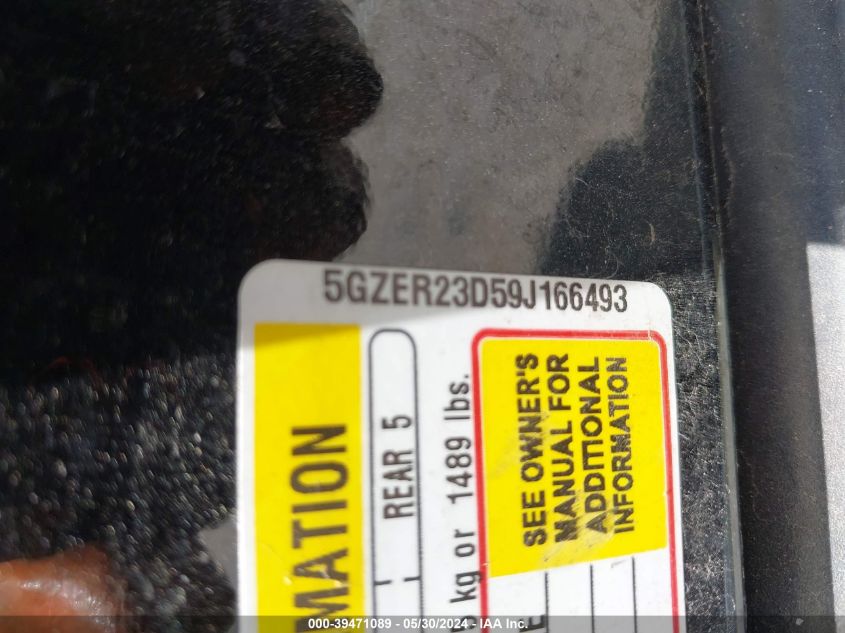 5GZER23D59J166493
MATION
REAR 5
kg or 1489 lbs.
SEE OWNER'S
MANUAL FOR
ADDITIONAL
INFORMATION
000-39471089 - 05/30/2024 - IAA Inc.